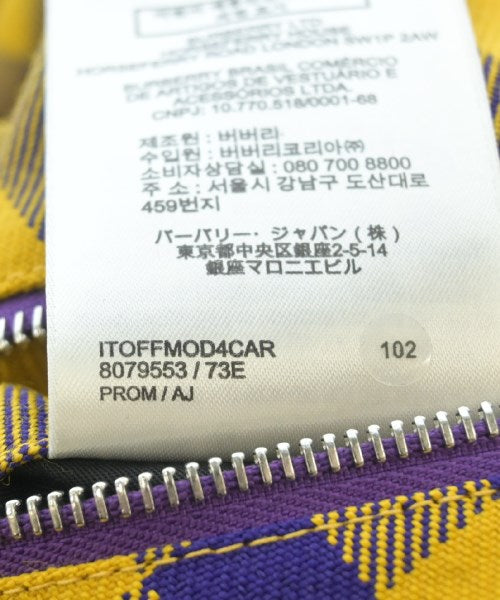 BURBERRY LTD
HORSEFERRY HOUSE
HORSEFERRY ROAD LONDON SW1P 2AW
BURBERRY BRASIL COMÉRCIO
DE ARTIGOS DE VESTUÁRIO E
ACESSÓRIOS LTDA.
CNPJ: 10.770.518/0001-68
제조원 : 버버리
수입원 : 버버리코리아㈜
소비자상담실 : 080 700 8800
주 소 : 서울시 강남구 도산대로
459번지
バーバリー・ジャパン（株）
東京都中央区銀座2-5-14
銀座マロニエビル
ITOFFMOD4CAR
102
8079553 / 73E
PROM / AJ